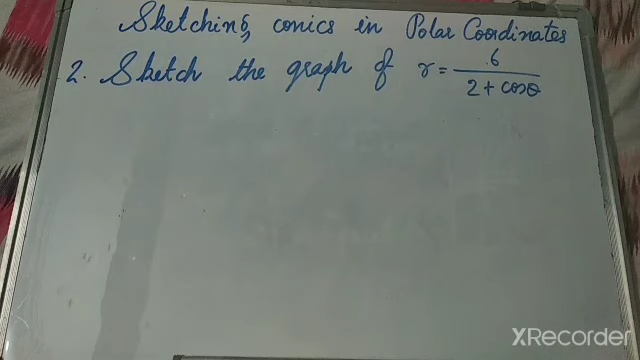 Sketching conics in Polar Coordinates
2. Sketch the graph of r = 6 / (2 + cosθ)
XRecorder